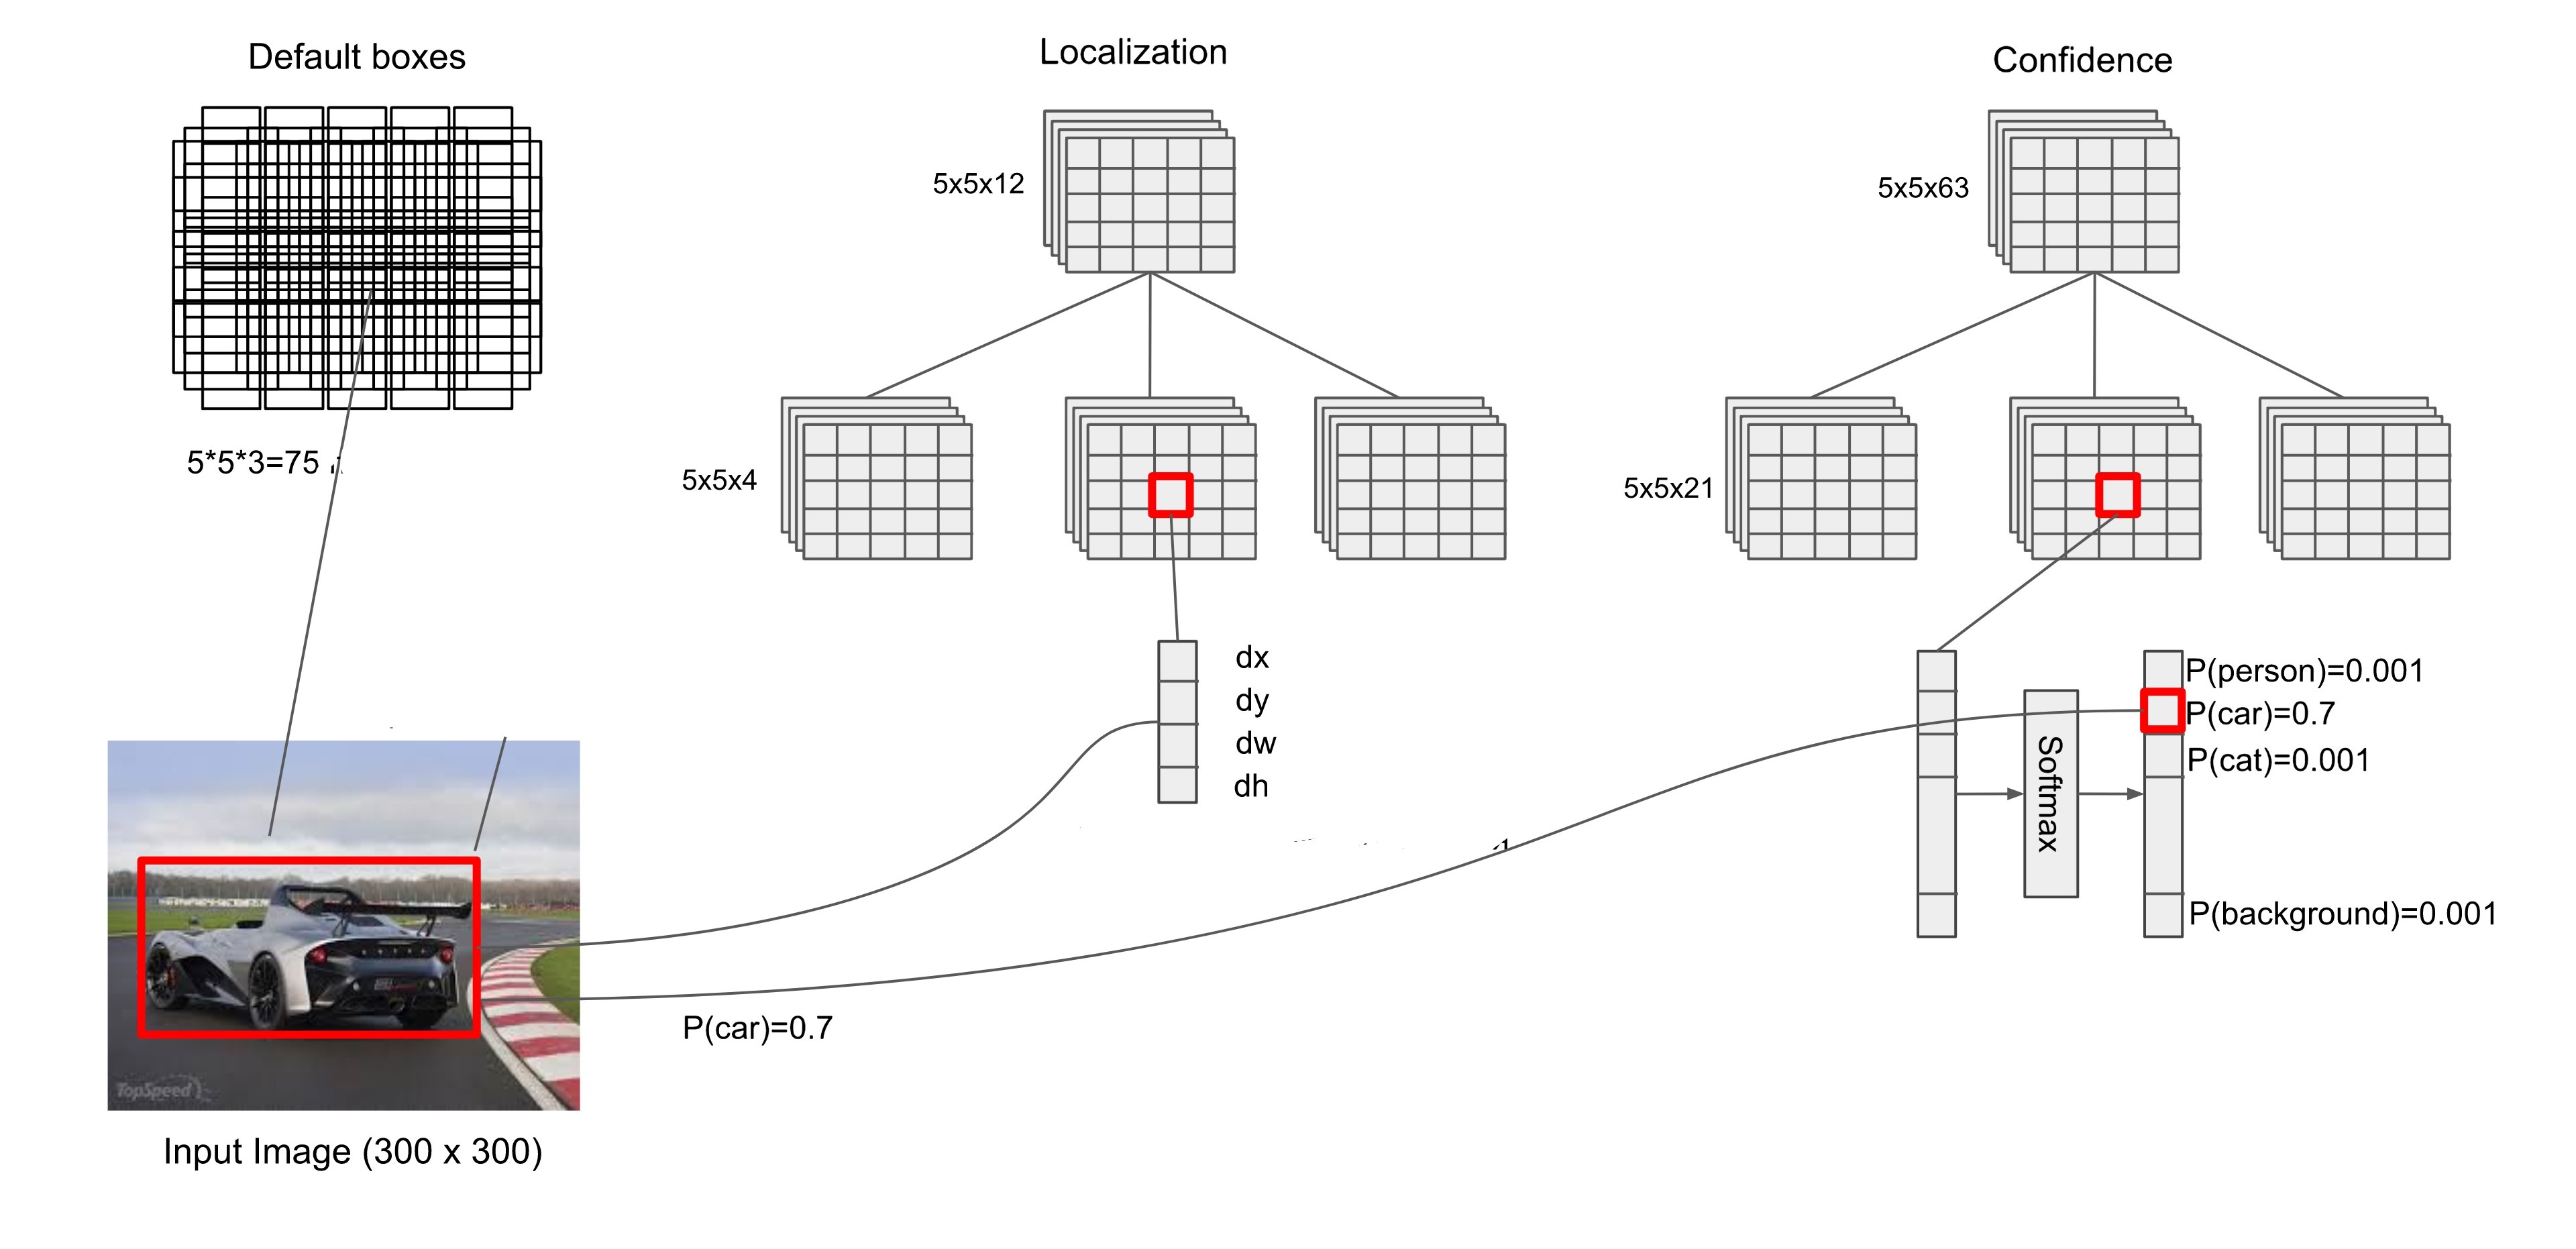 Default boxes
Localization
Confidence
5x5x12
5x5x63
5*5*3=75
5x5x4
5x5x21
dx
dy
dw
dh
P(person)=0.001
P(car)=0.7
P(cat)=0.001
Softmax
P(background)=0.001
P(car)=0.7
TopSpeed
Input Image (300 x 300)